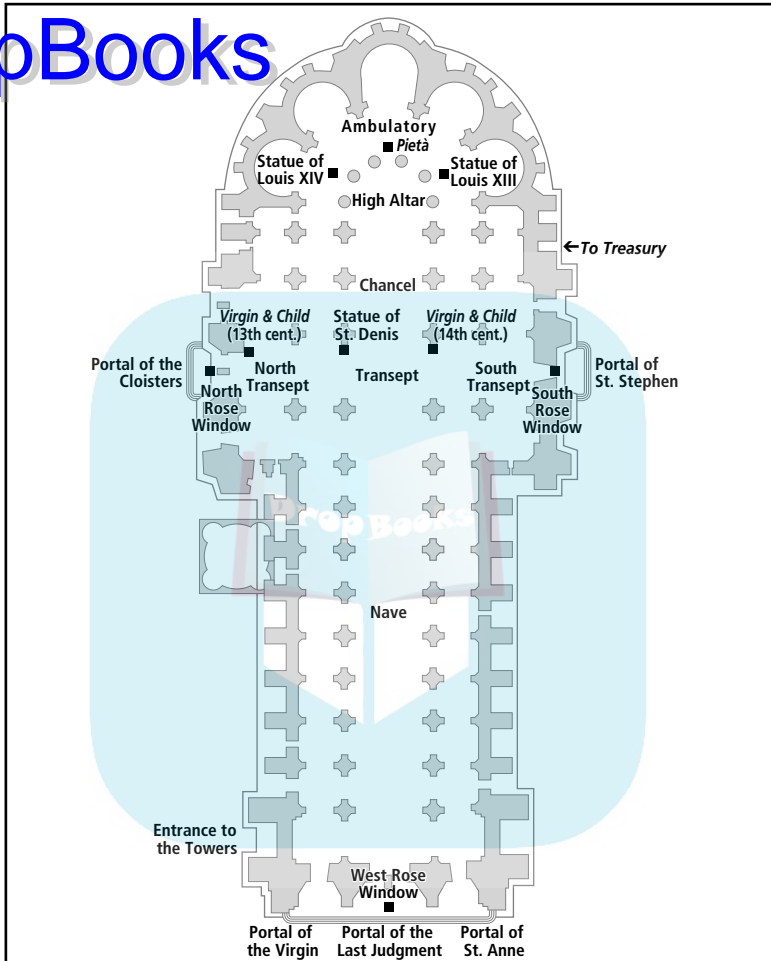 pBooks
Ambulatory
Pietà
Statue of
Louis XIV
Statue of
Louis XIII
High Altar
←To Treasury
Chancel
Virgin & Child
(13th cent.)
Statue of
St. Denis
Virgin & Child
(14th cent.)
Portal of the
Cloisters
North
Transept
Transept
South
Transept
Portal of
St. Stephen
North
Rose
Window
South
Rose
Window
DropBooks
Nave
Entrance to
the Towers
West Rose
Window
Portal of
the Virgin
Portal of the
Last Judgment
Portal of
St. Anne